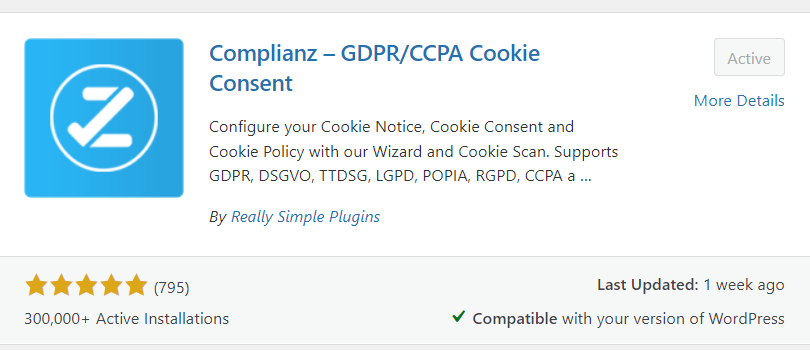 Complianz – GDPR/CCPA Cookie
Consent
Active
More Details
Configure your Cookie Notice, Cookie Consent and
Cookie Policy with our Wizard and Cookie Scan. Supports
GDPR, DSGVO, TTDSG, LGPD, POPIA, RGPD, CCPA a ...
By Really Simple Plugins
(795)
Last Updated: 1 week ago
300,000+ Active Installations
Compatible with your version of WordPress